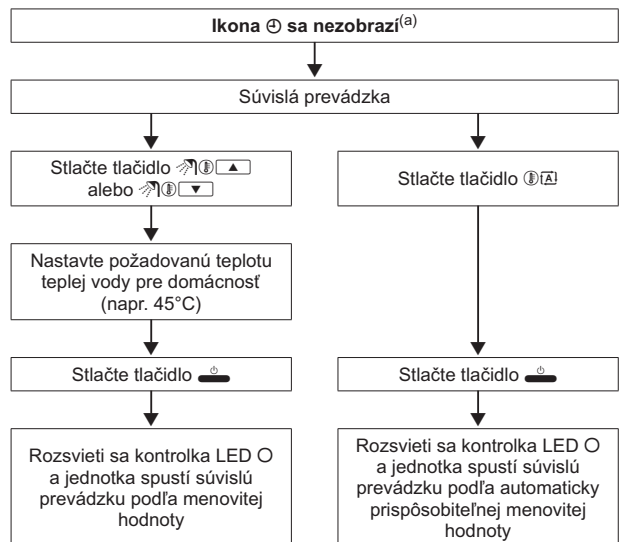 Ikona ⏲ sa nezobrazí(a)
Súvislá prevádzka
Stlačte tlačidlo ▲
alebo ▼
Nastavte požadovanú teplotu
teplej vody pre domácnosť
(napr. 45°C)
Stlačte tlačidlo
Rozsvieti sa kontrolka LED O
a jednotka spustí súvislú
prevádzku podľa menovitej
hodnoty
Stlačte tlačidlo A
Stlačte tlačidlo
Rozsvieti sa kontrolka LED O
a jednotka spustí súvislú
prevádzku podľa automaticky
prispôsobiteľnej menovitej
hodnoty